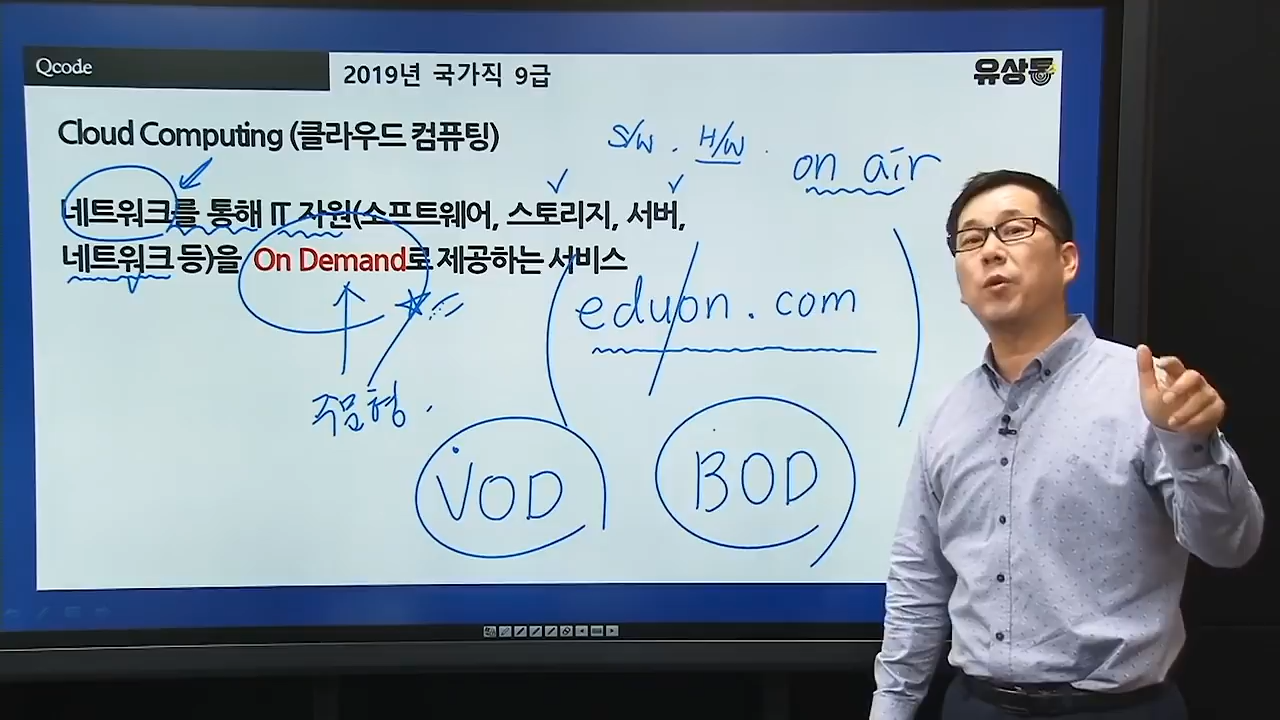 Qcode
2019년 국가직 9급
유상통
Cloud Computing (클라우드 컴퓨팅)
S/W . H/W .
on air
네트워크를 통해 IT 자원(소프트웨어, 스토리지, 서버,
네트워크 등)을 On Demand로 제공하는 서비스
eduon.com
주문형.
VOD
BOD